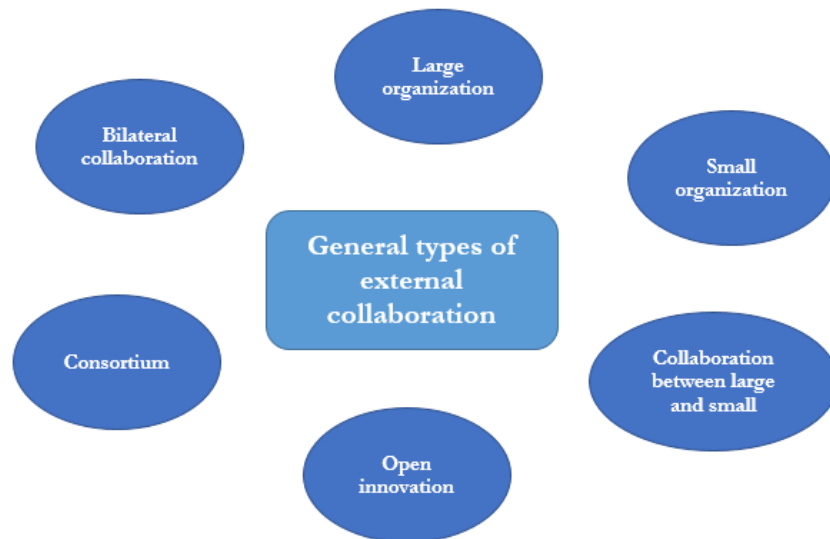 Large
organization
Bilateral
collaboration
Small
organization
General types of
external
collaboration
Consortium
Collaboration
between large
and small
Open
innovation